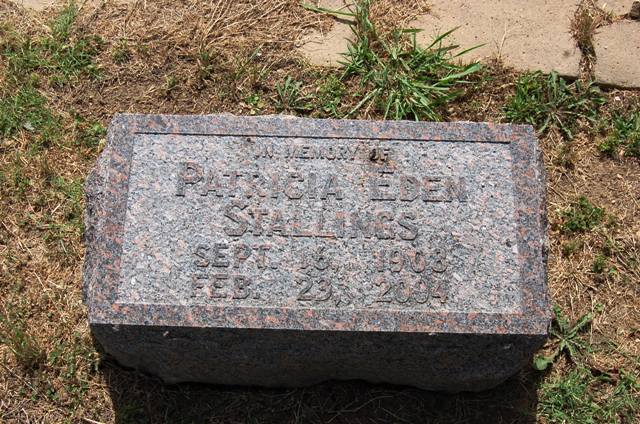 IN MEMORY OF
PATRICIA EDEN
STALLINGS
SEPT. 16, 1908
FEB. 23, 2004